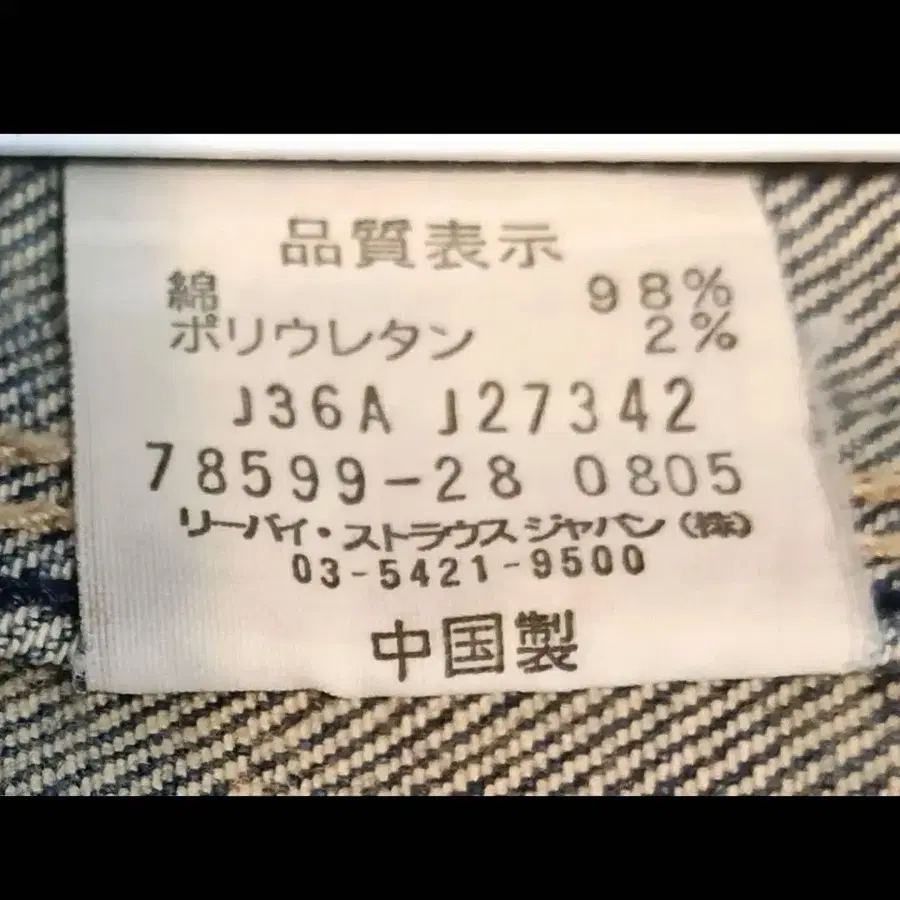 品質表示
綿 98%
ポリウレタン 2%
J36A J27342
78599-28 0805
リーバイ・ストラウス ジャパン(株)
03-5421-9500
中国製